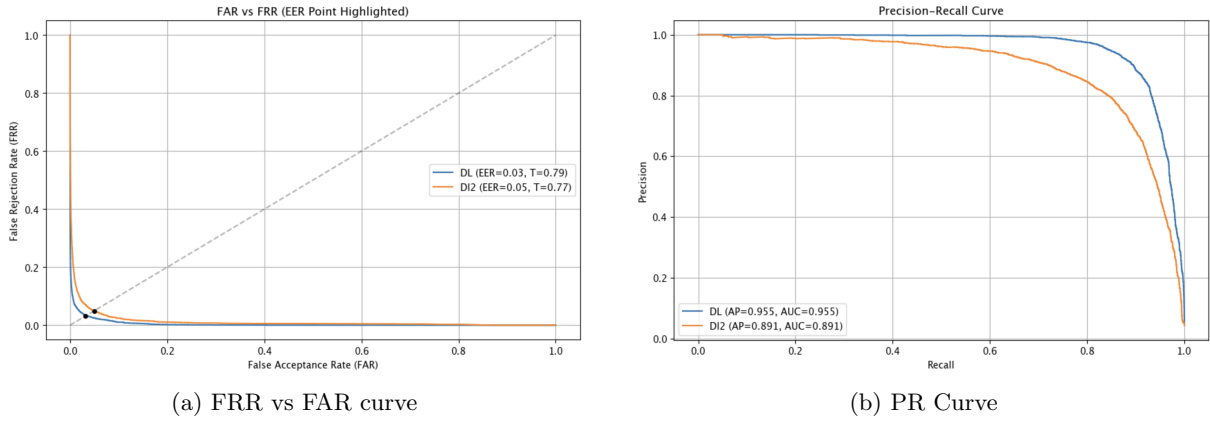 FAR vs FRR (EER Point Highlighted)
1.0
0.8
0.6
0.4
0.2
0.0
False Rejection Rate (FRR)
DL (EER=0.03, T=0.79)
DI2 (EER=0.05, T=0.77)
0.0 0.2 0.4 0.6 0.8 1.0
False Acceptance Rate (FAR)
(a) FRR vs FAR curve
Precision-Recall Curve
1.0
0.8
0.6
0.4
0.2
0.0
Precision
DL (AP=0.955, AUC=0.955)
DI2 (AP=0.891, AUC=0.891)
0.0 0.2 0.4 0.6 0.8 1.0
Recall
(b) PR Curve